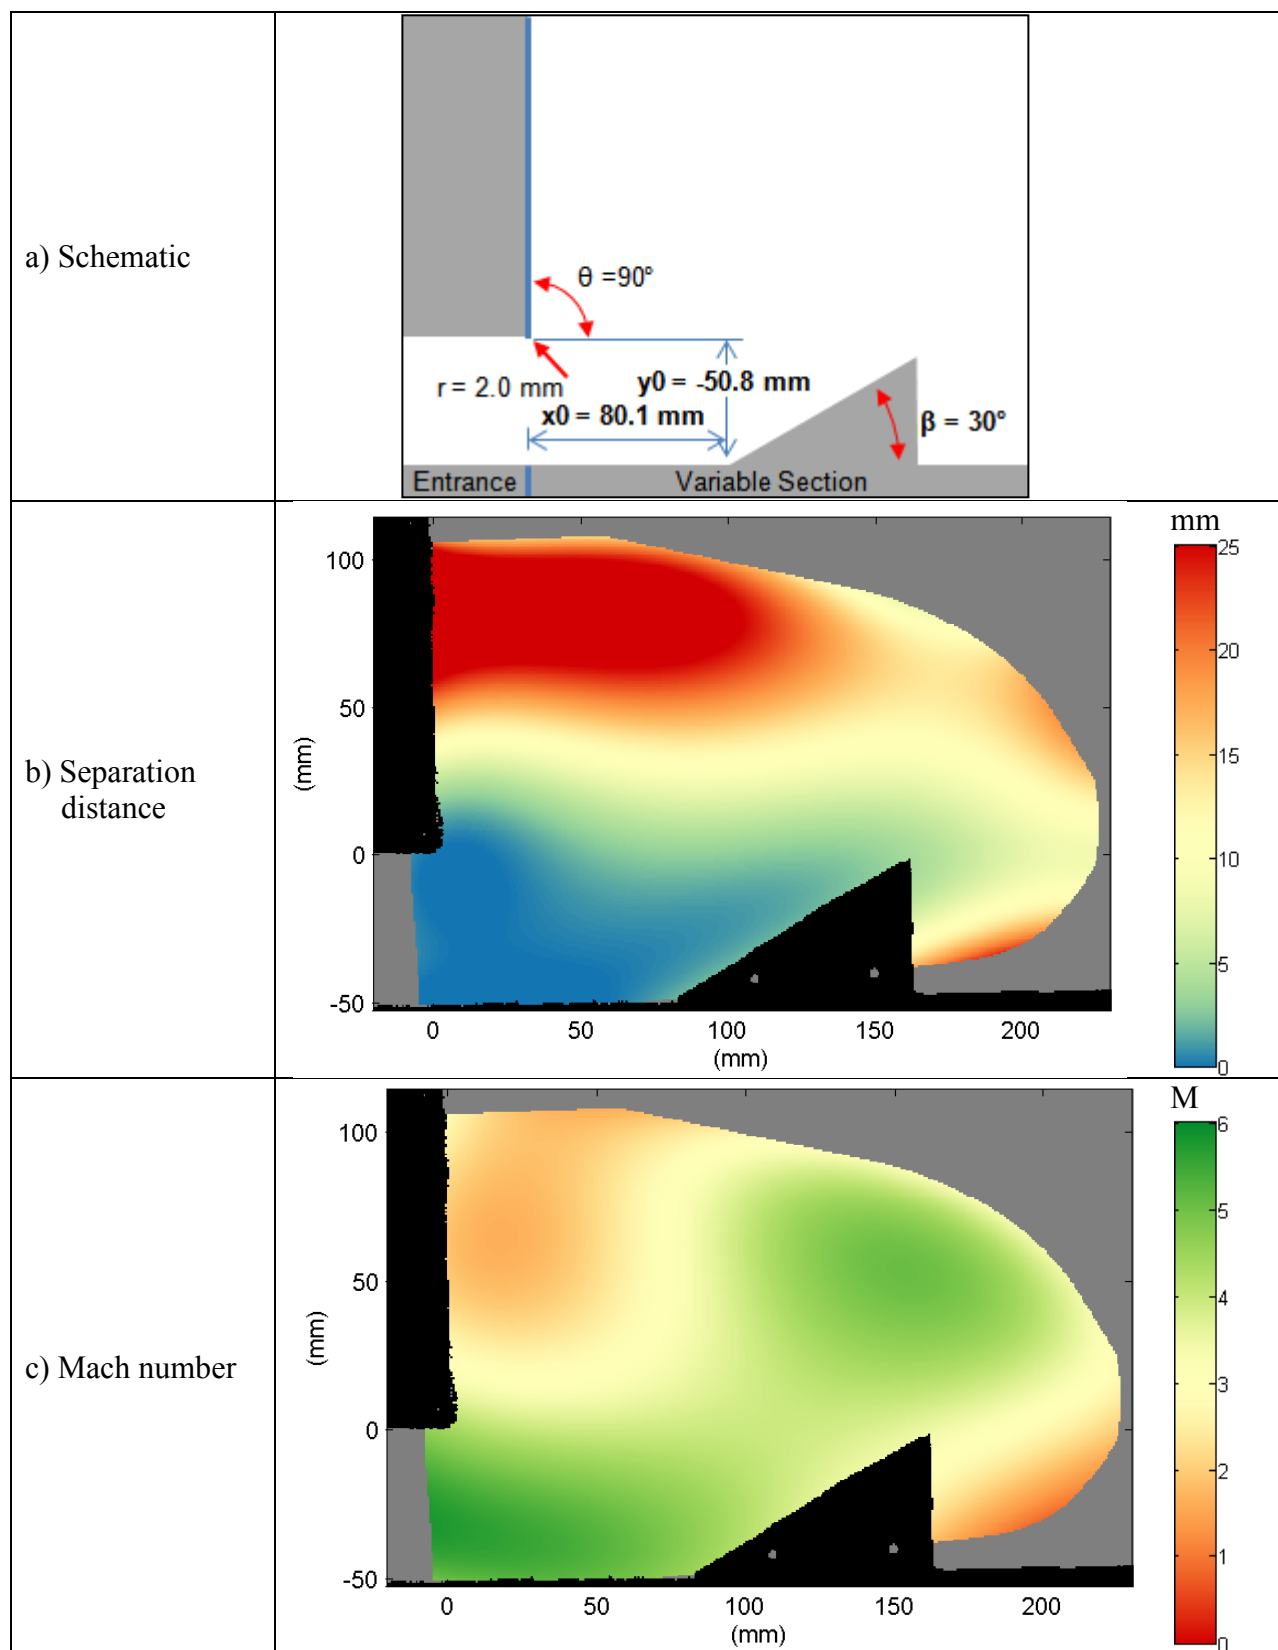 a) Schematic
θ =90°
r = 2.0 mm
y0 = -50.8 mm
x0 = 80.1 mm
β = 30°
Entrance
Variable Section
b) Separation
distance
mm
25
20
15
10
5
0
100
50
0
-50
(mm)
0
50
100
150
200
(mm)
c) Mach number
M
6
5
4
3
2
1
0
100
50
0
-50
(mm)
0
50
100
150
200
(mm)